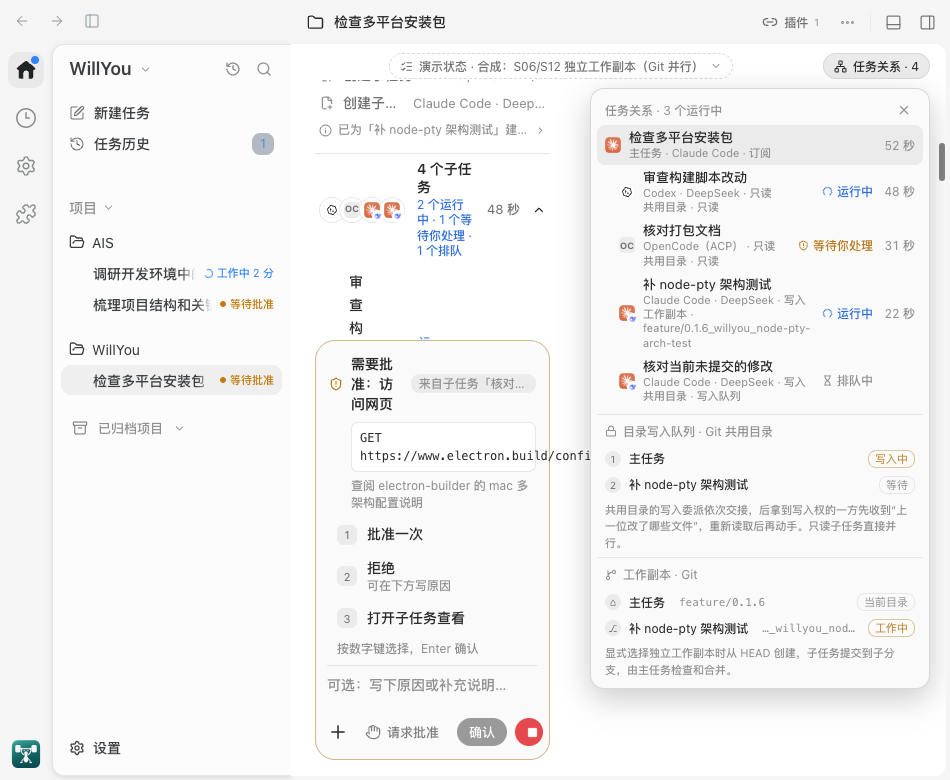 检查多平台安装包
插件 1
WillYou
新建任务
任务历史
1
项目
AIS
调研开发环境中
工作中 2 分
梳理项目结构和关
等待批准
WillYou
检查多平台安装包
等待批准
已归档项目
设置
演示状态 · 合成：S06/S12 独立工作副本（Git 并行）
任务关系 · 4
创建子…
Claude Code · Deep…
已为「补 node-pty 架构测试」建…
OC
4 个子任
务
2 个运行
中 · 1 个等
待你处理 ·
1 个排队
48 秒
审
查
构
需要批
准：访
问网页
来自子任务「核对…
GET
https://www.electron.build/confi
查阅 electron-builder 的 mac 多
架构配置说明
1 批准一次
2 拒绝
可在下方写原因
3 打开子任务查看
按数字键选择，Enter 确认
可选：写下原因或补充说明…
请求批准
确认
任务关系 · 3 个运行中
检查多平台安装包
主任务 · Claude Code · 订阅
52 秒
审查构建脚本改动
Codex · DeepSeek · 只读
共用目录 · 只读
运行中 48 秒
OC
核对打包文档
OpenCode（ACP） · 只读
共用目录 · 只读
等待你处理 31 秒
补 node-pty 架构测试
Claude Code · DeepSeek · 写入
工作副本 ·
feature/0.1.6_willyou_node-pty-
arch-test
运行中 22 秒
核对当前未提交的修改
Claude Code · DeepSeek · 写入
共用目录 · 写入队列
排队中
目录写入队列 · Git 共用目录
1 主任务 写入中
2 补 node-pty 架构测试 等待
共用目录的写入委派依次交接，后拿到写入权的一方先收到“上
一位改了哪些文件”，重新读取后再动手。只读子任务直接并
行。
工作副本 · Git
主任务 feature/0.1.6 当前目录
补 node-pty 架构测试 …_willyou_nod… 工作中
显式选择独立工作副本时从 HEAD 创建，子任务提交到子分
支，由主任务检查和合并。